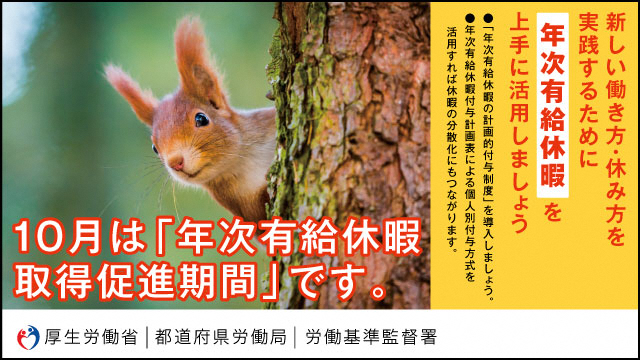 新しい働き方・休み方を
実践するために
年次有給休暇を
上手に活用しましょう
●「年次有給休暇の計画的付与制度」を導入しましょう。
●年次有給休暇付与計画表による個人別付与方式を
活用すれば休暇の分散化にもつながります。
10月は「年次有給休暇
取得促進期間」です。
厚生労働省|都道府県労働局|労働基準監督署